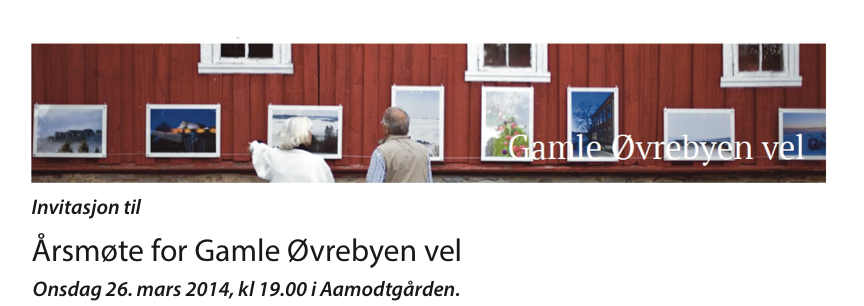 Gamle Øvrebyen vel
Invitasjon til
Årsmøte for Gamle Øvrebyen vel
Onsdag 26. mars 2014, kl 19.00 i Aamodtgården.